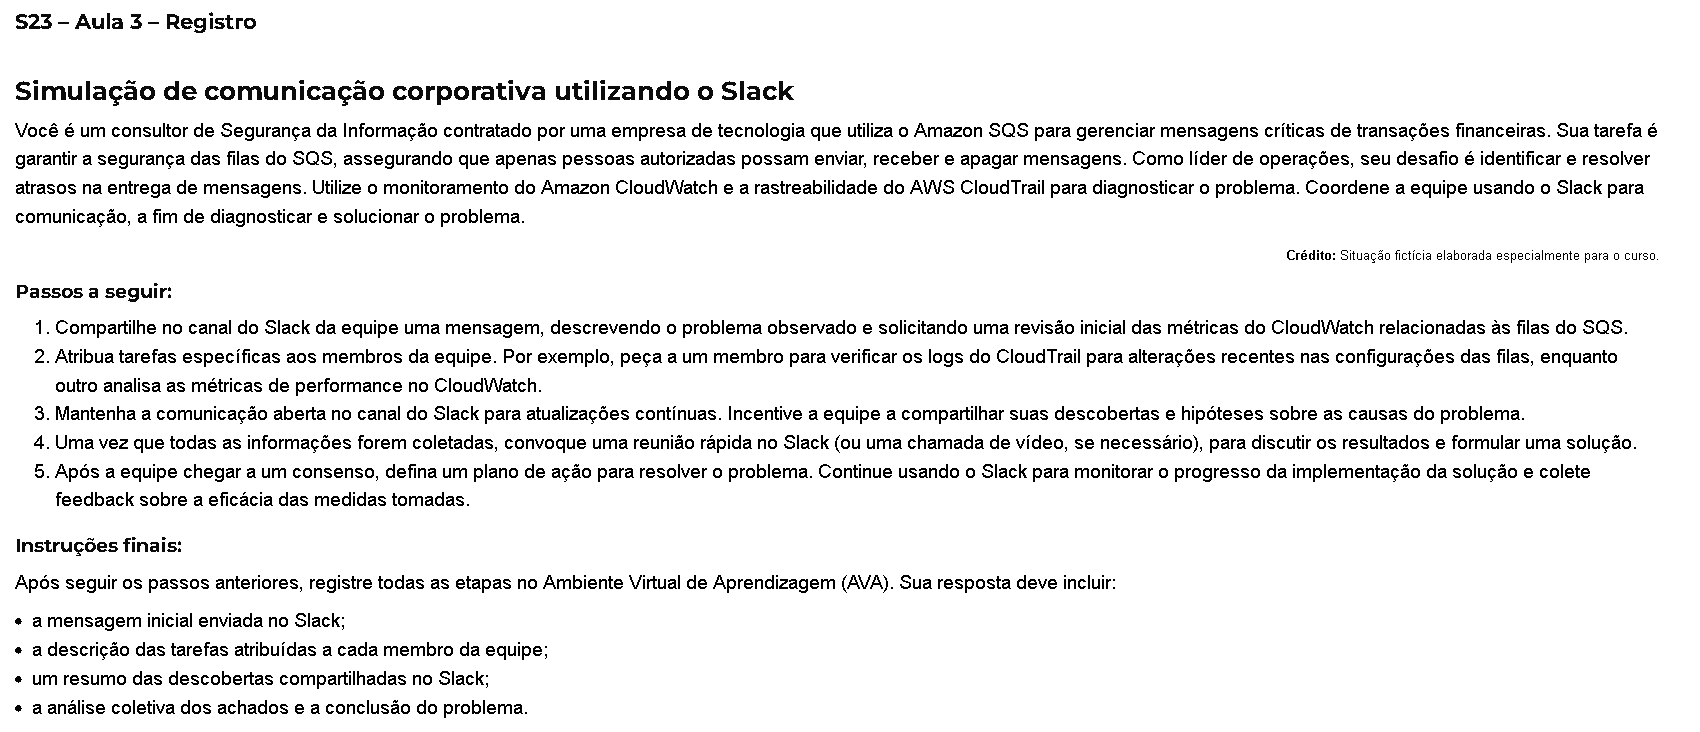 S23 – Aula 3 – Registro
Simulação de comunicação corporativa utilizando o Slack
Você é um consultor de Segurança da Informação contratado por uma empresa de tecnologia que utiliza o Amazon SQS para gerenciar mensagens críticas de transações financeiras. Sua tarefa é
garantir a segurança das filas do SQS, assegurando que apenas pessoas autorizadas possam enviar, receber e apagar mensagens. Como líder de operações, seu desafio é identificar e resolver
atrasos na entrega de mensagens. Utilize o monitoramento do Amazon CloudWatch e a rastreabilidade do AWS CloudTrail para diagnosticar o problema. Coordene a equipe usando o Slack para
comunicação, a fim de diagnosticar e solucionar o problema.
Crédito: Situação fictícia elaborada especialmente para o curso.
Passos a seguir:
1. Compartilhe no canal do Slack da equipe uma mensagem, descrevendo o problema observado e solicitando uma revisão inicial das métricas do CloudWatch relacionadas às filas do SQS.
2. Atribua tarefas específicas aos membros da equipe. Por exemplo, peça a um membro para verificar os logs do CloudTrail para alterações recentes nas configurações das filas, enquanto
outro analisa as métricas de performance no CloudWatch.
3. Mantenha a comunicação aberta no canal do Slack para atualizações contínuas. Incentive a equipe a compartilhar suas descobertas e hipóteses sobre as causas do problema.
4. Uma vez que todas as informações forem coletadas, convoque uma reunião rápida no Slack (ou uma chamada de vídeo, se necessário), para discutir os resultados e formular uma solução.
5. Após a equipe chegar a um consenso, defina um plano de ação para resolver o problema. Continue usando o Slack para monitorar o progresso da implementação da solução e colete
feedback sobre a eficácia das medidas tomadas.
Instruções finais:
Após seguir os passos anteriores, registre todas as etapas no Ambiente Virtual de Aprendizagem (AVA). Sua resposta deve incluir:
• a mensagem inicial enviada no Slack;
• a descrição das tarefas atribuídas a cada membro da equipe;
• um resumo das descobertas compartilhadas no Slack;
• a análise coletiva dos achados e a conclusão do problema.